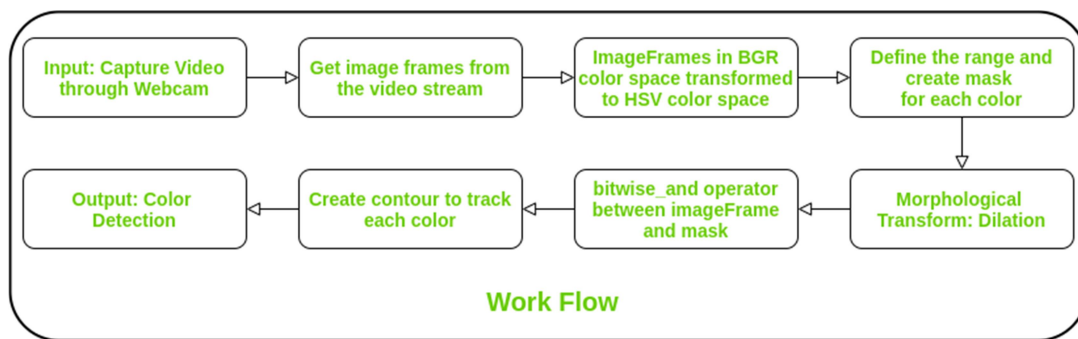 Input: Capture Video
through Webcam
Get image frames from
the video stream
ImageFrames in BGR
color space transformed
to HSV color space
Define the range and
create mask
for each color
Morphological
Transform: Dilation
bitwise_and operator
between imageFrame
and mask
Create contour to track
each color
Output: Color
Detection
Work Flow